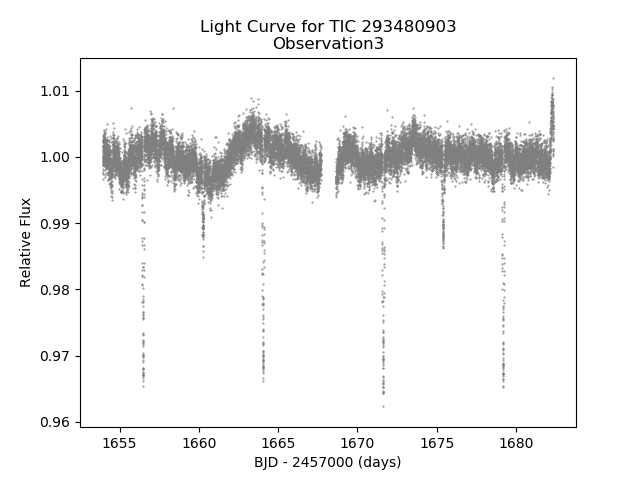 Light Curve for TIC 293480903
Observation3
1.01
1.00
0.99
0.98
0.97
0.96
Relative Flux
1655 1660 1665 1670 1675 1680
BJD - 2457000 (days)